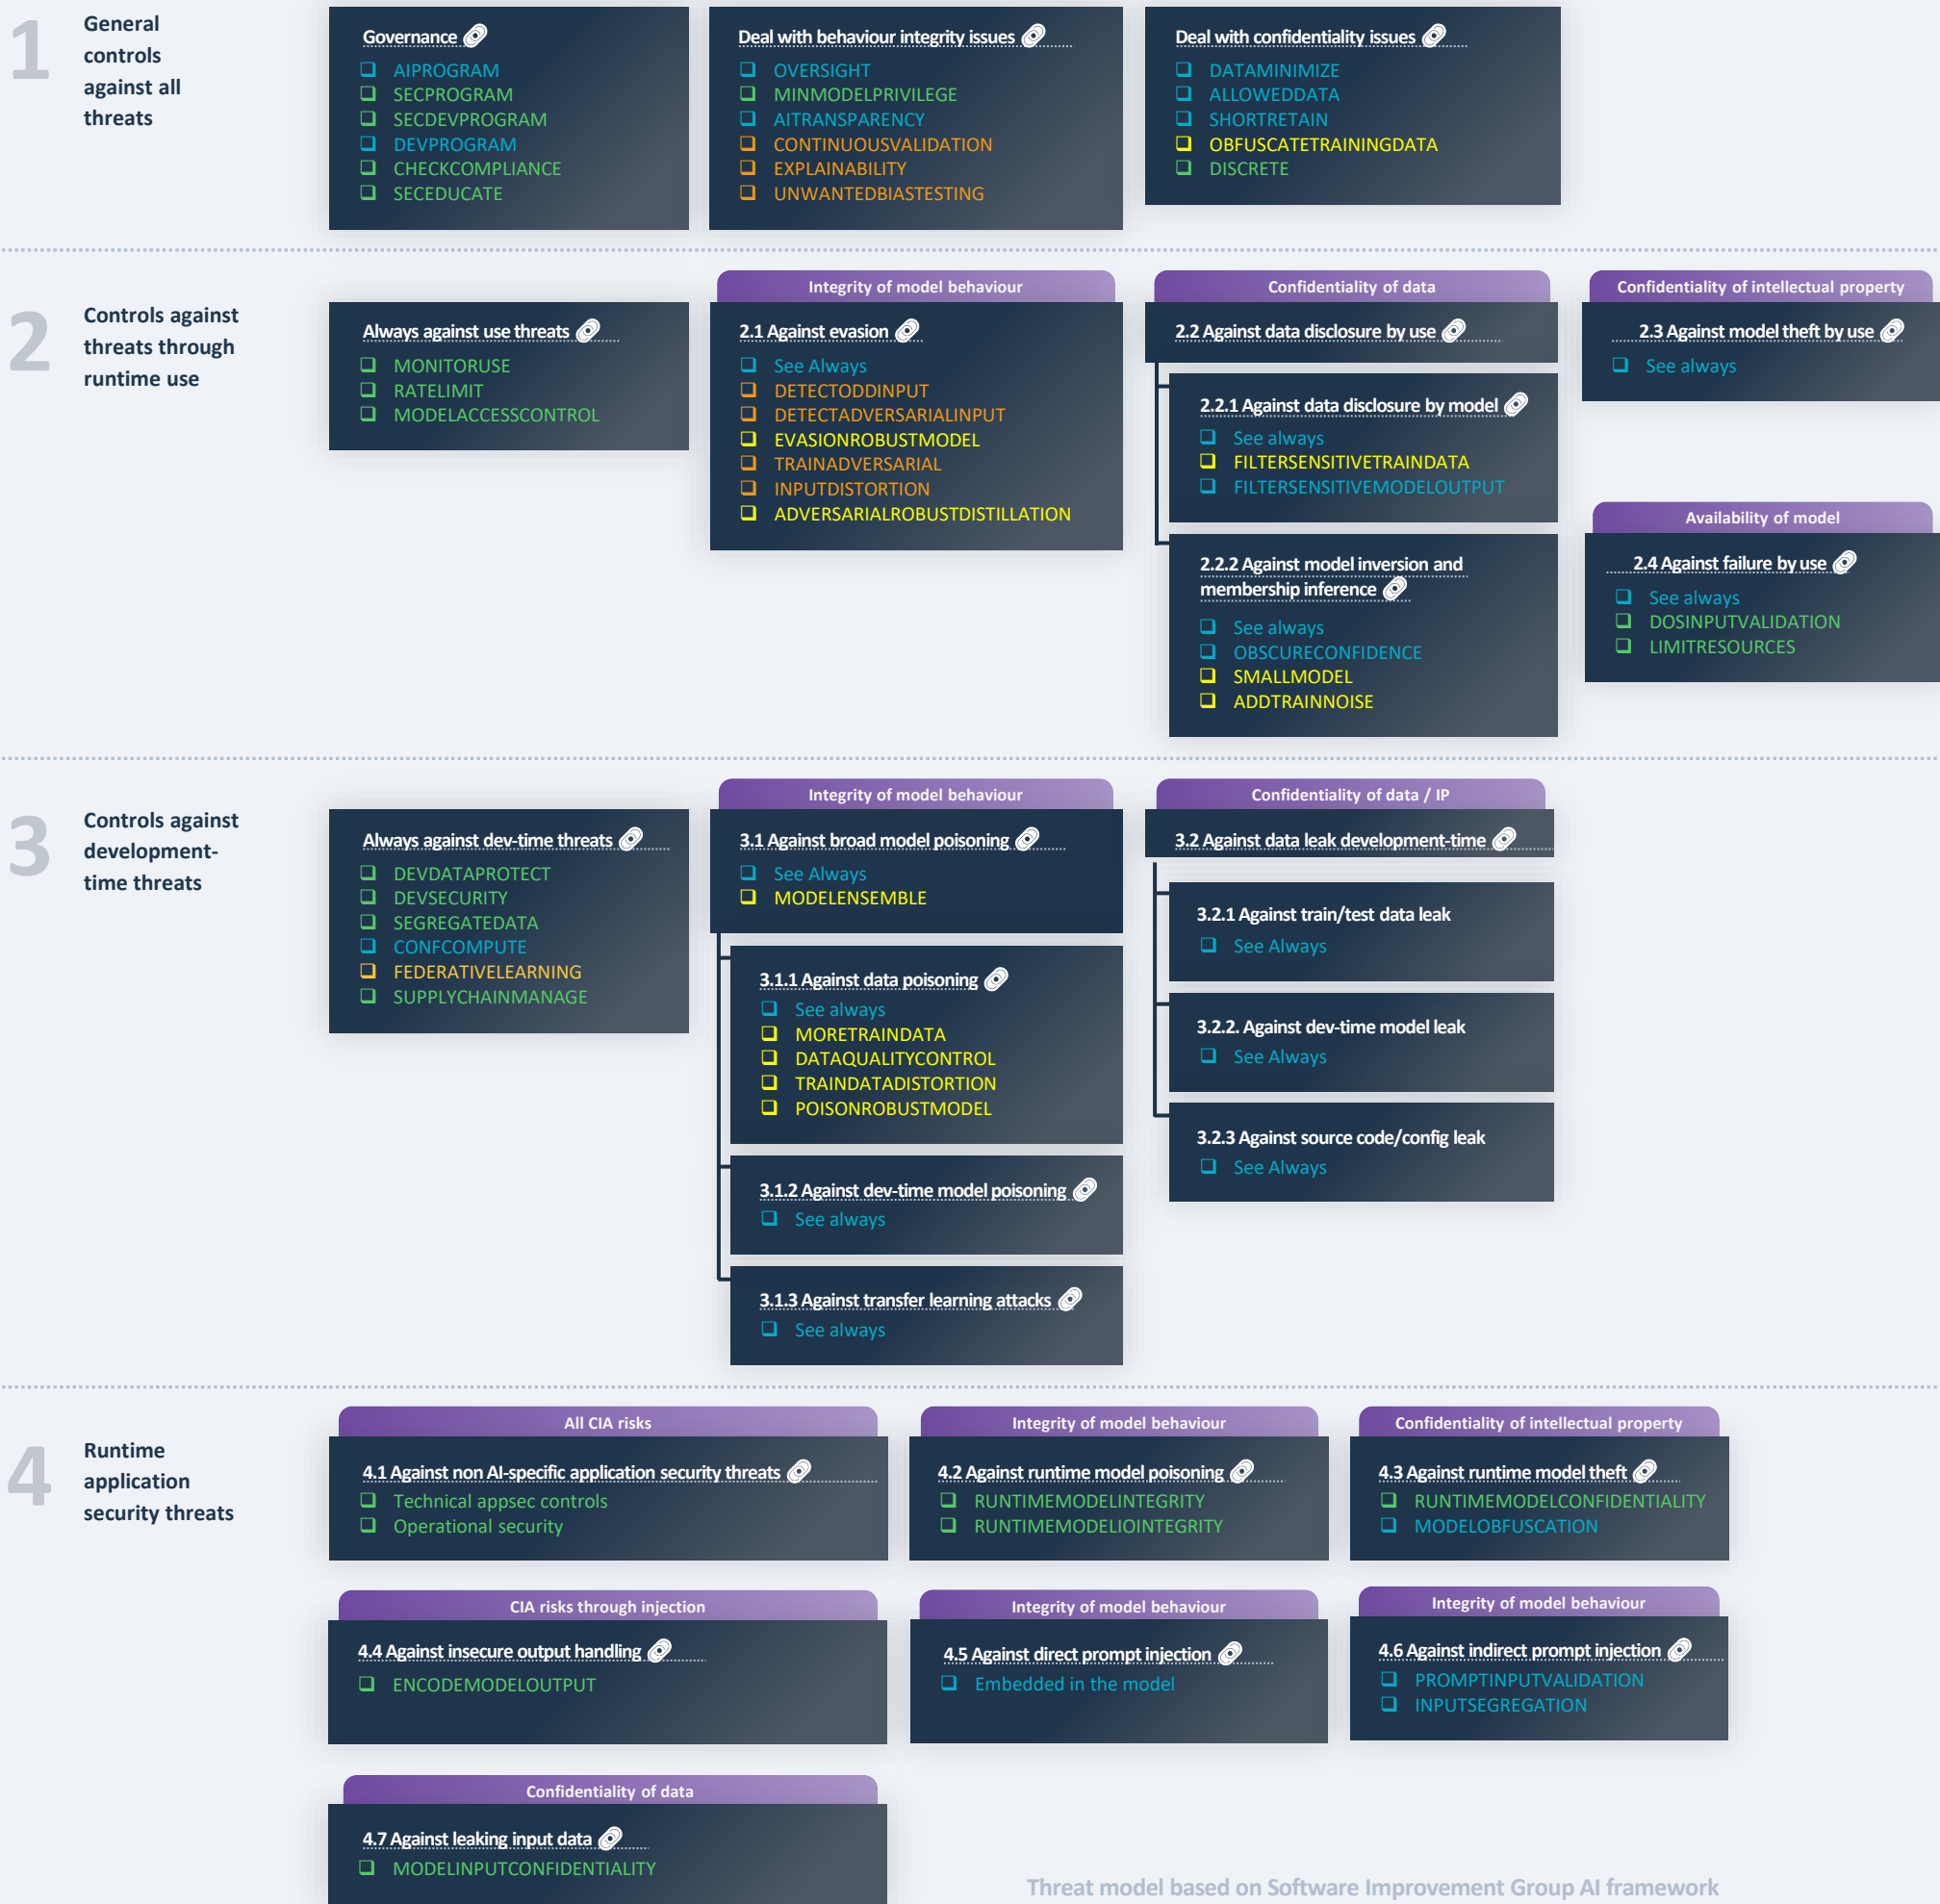 1
General
controls
against all
threats
Governance
AIPROGRAM
SECPROGRAM
SECDEVPROGRAM
DEVPROGRAM
CHECKCOMPLIANCE
SECEDUCATE
Deal with behaviour integrity issues
OVERSIGHT
MINMODELPRIVILEGE
AITRANSPARENCY
CONTINUOUSVALIDATION
EXPLAINABILITY
UNWANTEDBIASTESTING
Deal with confidentiality issues
DATAMINIMIZE
ALLOWEDDATA
SHORTRETAIN
OBFUSCATETRAININGDATA
DISCRETE
2
Controls against
threats through
runtime use
Always against use threats
MONITORUSE
RATELIMIT
MODELACCESSCONTROL
Integrity of model behaviour
2.1 Against evasion
See Always
DETECTODDINPUT
DETECTADVERSARIALINPUT
EVASIONROBUSTMODEL
TRAINADVERSARIAL
INPUTDISTORTION
ADVERSARIALROBUSTDISTILLATION
Confidentiality of data
2.2 Against data disclosure by use
2.2.1 Against data disclosure by model
See always
FILTERSENSITIVETRAINDATA
FILTERSENSITIVEMODELOUTPUT
2.2.2 Against model inversion and
membership inference
See always
OBSCURECONFIDENCE
SMALLMODEL
ADDTRAINNOISE
Confidentiality of intellectual property
2.3 Against model theft by use
See always
Availability of model
2.4 Against failure by use
See always
DOSINPUTVALIDATION
LIMITRESOURCES
3
Controls against
development-
time threats
Always against dev-time threats
DEVDATAPROTECT
DEVSECURITY
SEGREGATEDATA
CONFCOMPUTE
FEDERATIVELEARNING
SUPPLYCHAINMANAGE
Integrity of model behaviour
3.1 Against broad model poisoning
See Always
MODELENSEMBLE
3.1.1 Against data poisoning
See always
MORETRAINDATA
DATAQUALITYCONTROL
TRAINDATADISTORTION
POISONROBUSTMODEL
3.1.2 Against dev-time model poisoning
See always
3.1.3 Against transfer learning attacks
See always
Confidentiality of data / IP
3.2 Against data leak development-time
3.2.1 Against train/test data leak
See Always
3.2.2. Against dev-time model leak
See Always
3.2.3 Against source code/config leak
See Always
4
Runtime
application
security threats
All CIA risks
4.1 Against non AI-specific application security threats
Technical appsec controls
Operational security
Integrity of model behaviour
4.2 Against runtime model poisoning
RUNTIMEMODELINTEGRITY
RUNTIMEMODELIOINTEGRITY
Confidentiality of intellectual property
4.3 Against runtime model theft
RUNTIMEMODELCONFIDENTIALITY
MODELOBFUSCATION
CIA risks through injection
4.4 Against insecure output handling
ENCODEMODELOUTPUT
Integrity of model behaviour
4.5 Against direct prompt injection
Embedded in the model
Integrity of model behaviour
4.6 Against indirect prompt injection
PROMPTINPUTVALIDATION
INPUTSEGREGATION
Confidentiality of data
4.7 Against leaking input data
MODELINPUTCONFIDENTIALITY
Threat model based on Software Improvement Group AI framework